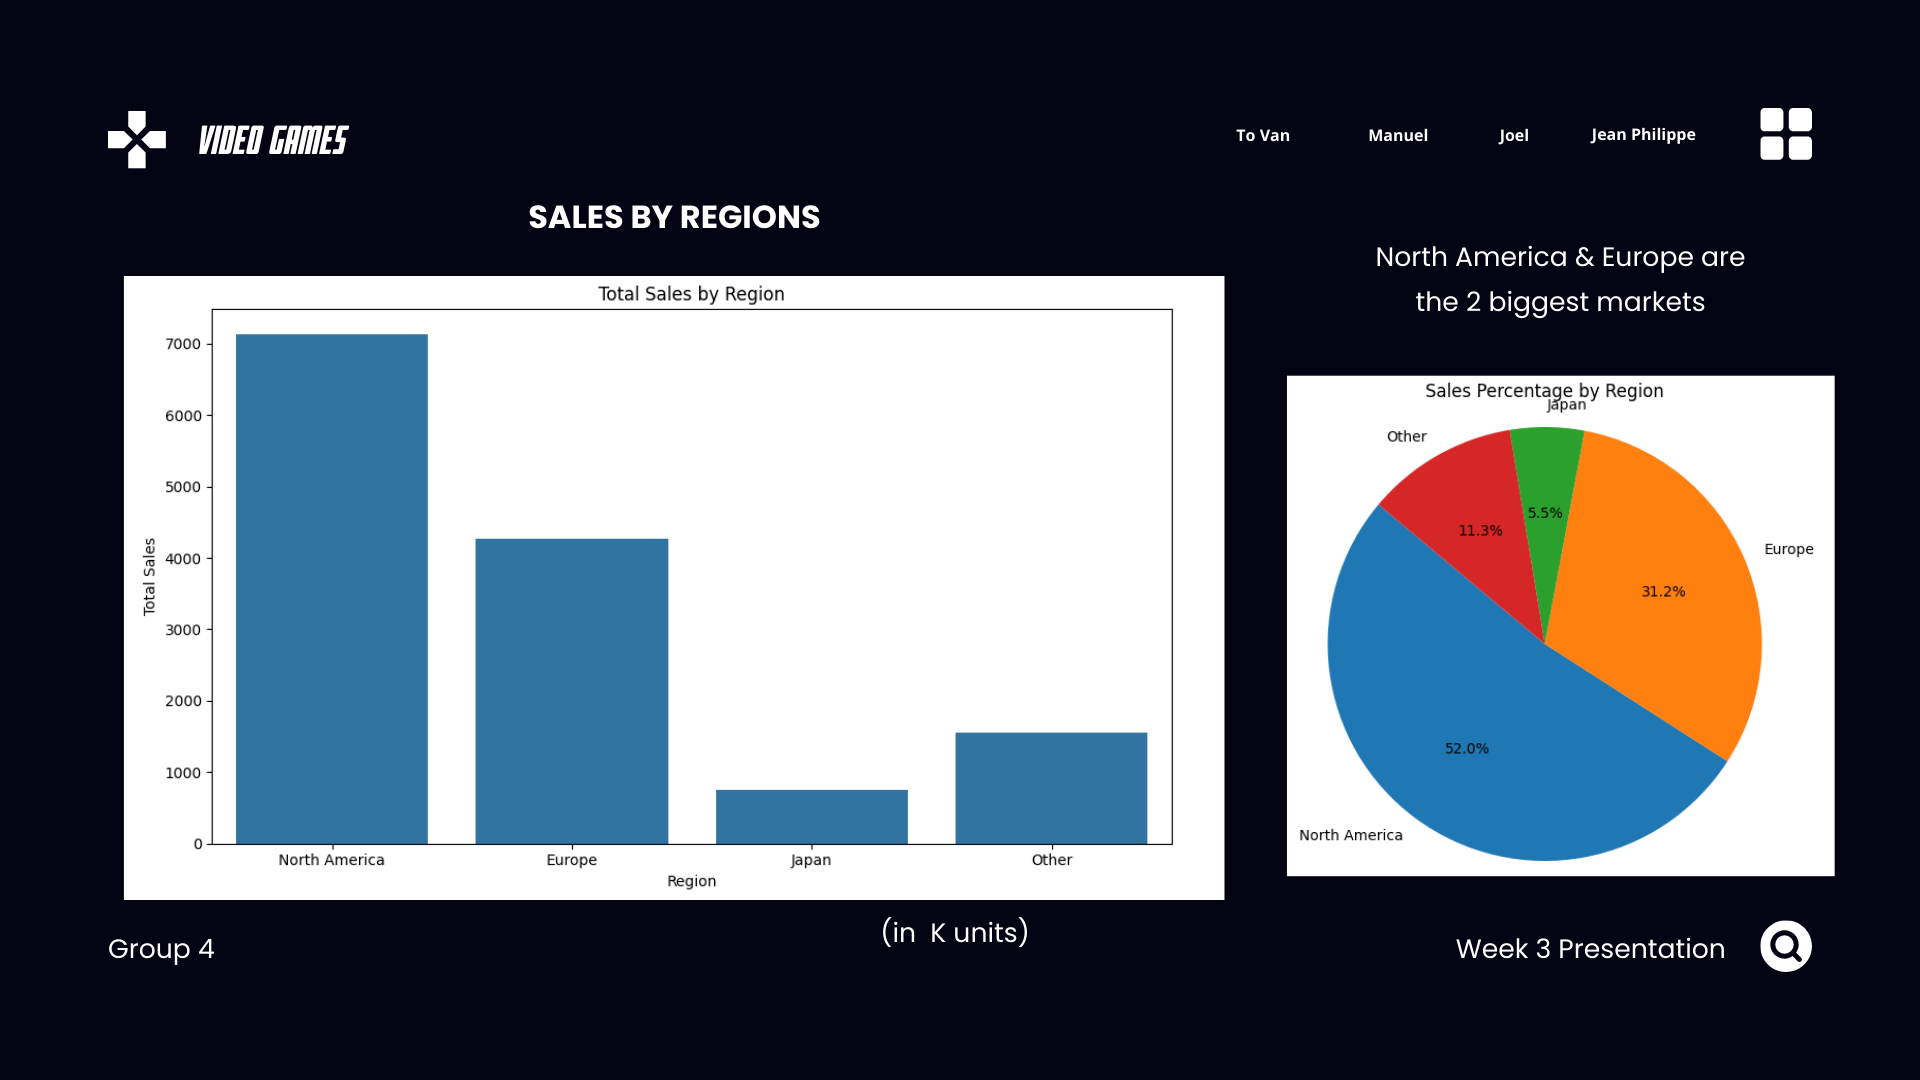 VIDEO GAMES
To Van
Manuel
Joel
Jean Philippe
SALES BY REGIONS
North America & Europe are
the 2 biggest markets
Total Sales by Region
7000
6000
5000
4000
3000
2000
1000
0
Total Sales
North America
Europe
Japan
Other
Region
(in K units)
Sales Percentage by Region
Japan
Other
Europe
North America
5.5%
11.3%
31.2%
52.0%
Group 4
Week 3 Presentation